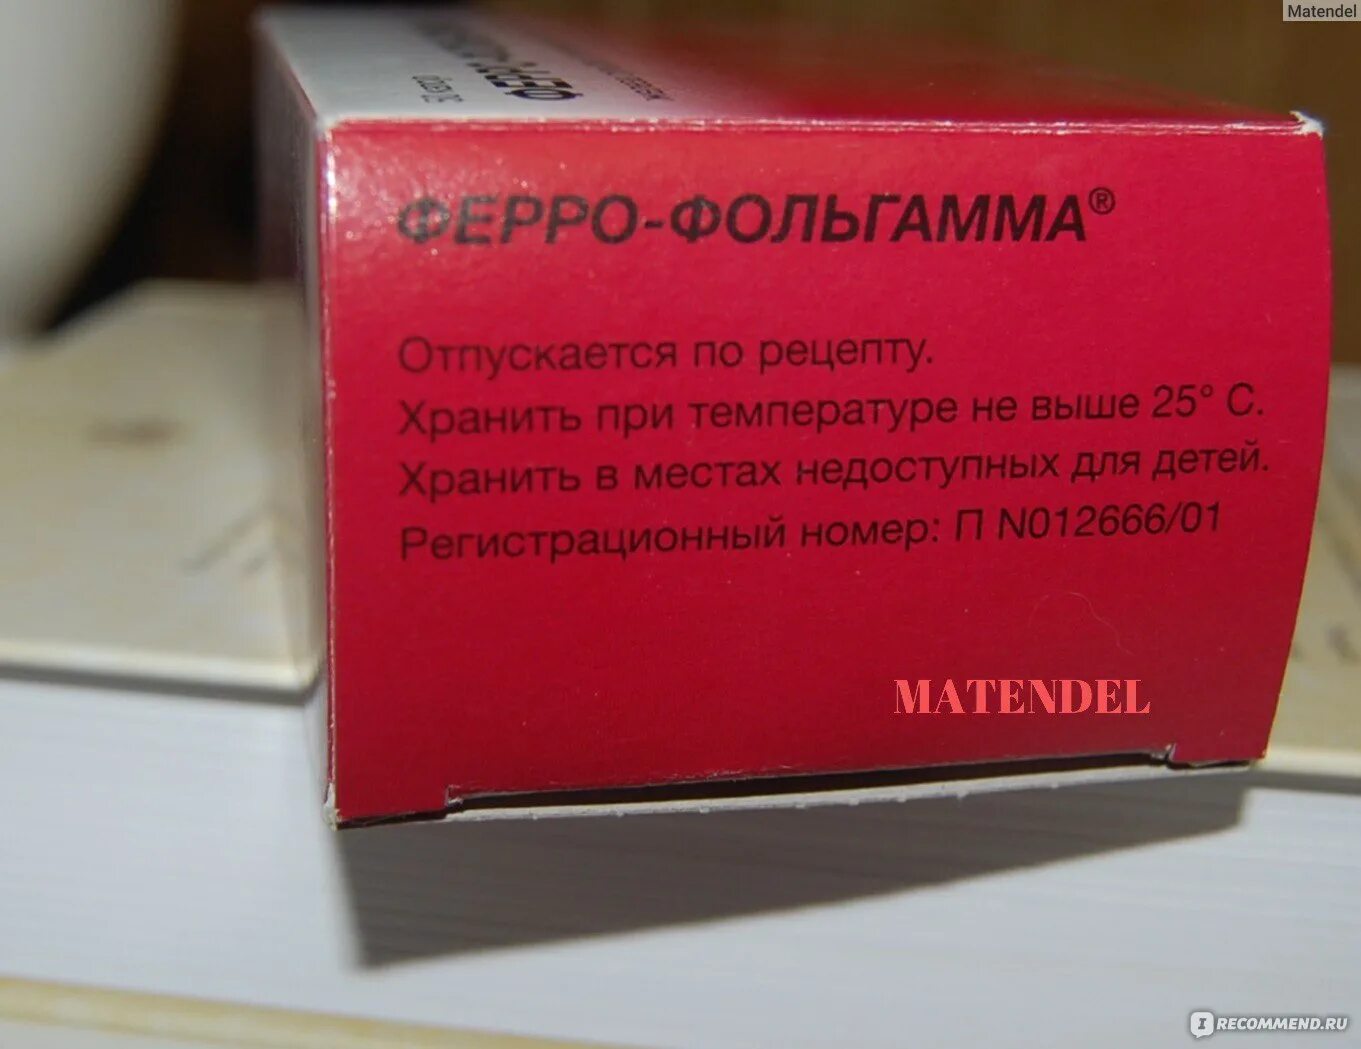 Matendel
ФЕРРО-ФОЛЬГАММА®
Отпускается по рецепту.
Хранить при температуре не выше 25° С.
Хранить в местах недоступных для детей.
Регистрационный номер: П N012666/01
MATENDEL
I RECOMMEND.RU